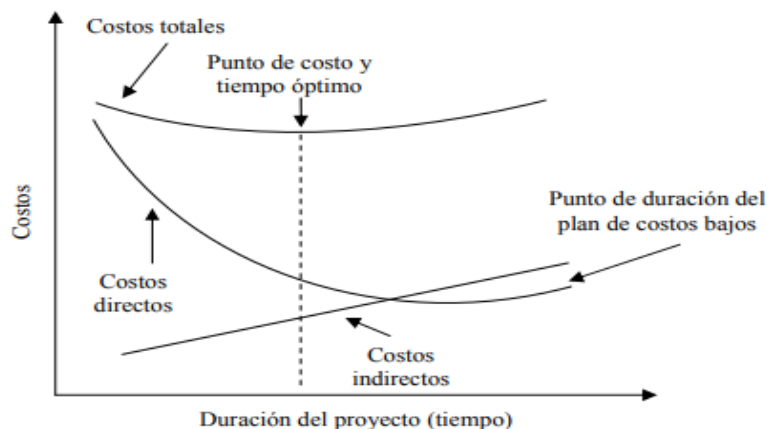 Costos totales
Punto de costo y
tiempo óptimo
Punto de duración del
plan de costos bajos
Costos
Costos
directos
Costos
indirectos
Duración del proyecto (tiempo)